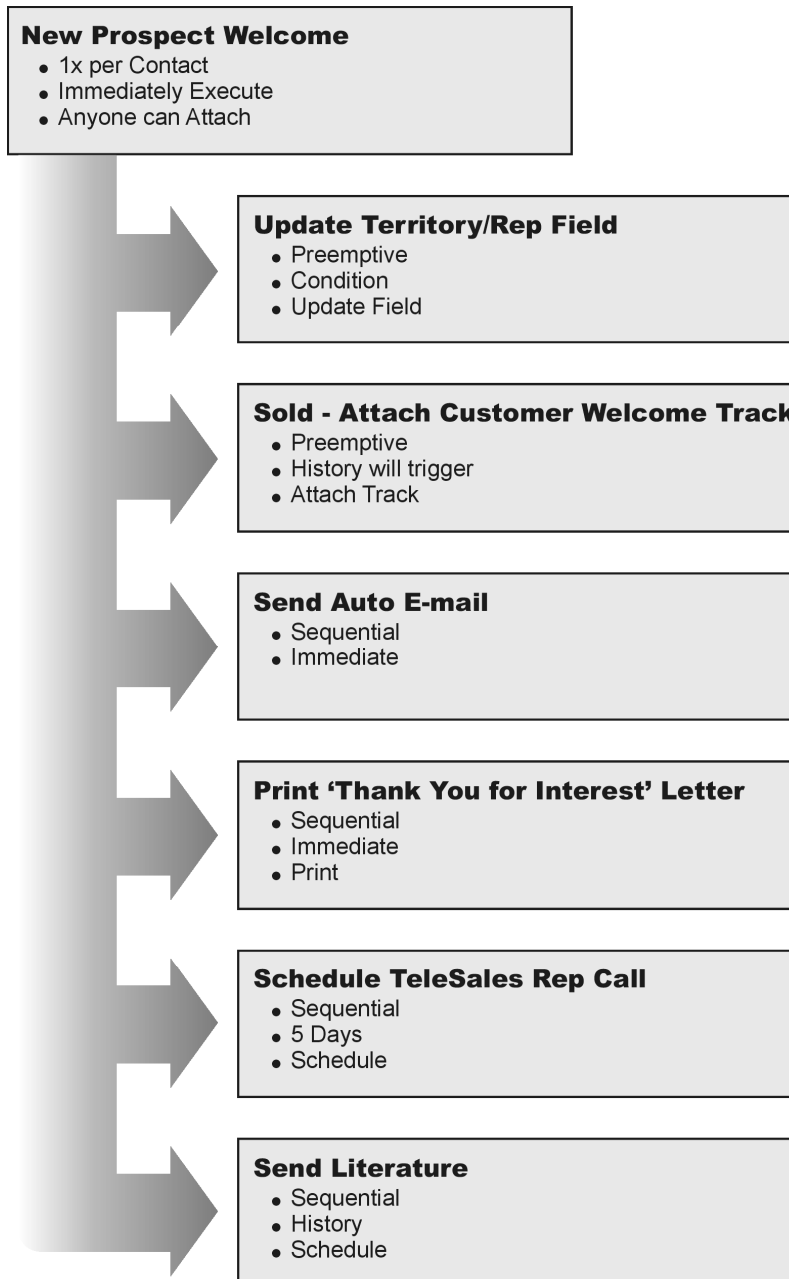 New Prospect Welcome
• 1x per Contact
• Immediately Execute
• Anyone can Attach
Update Territory/Rep Field
• Preemptive
• Condition
• Update Field
Sold - Attach Customer Welcome Track
• Preemptive
• History will trigger
• Attach Track
Send Auto E-mail
• Sequential
• Immediate
Print ‘Thank You for Interest’ Letter
• Sequential
• Immediate
• Print
Schedule TeleSales Rep Call
• Sequential
• 5 Days
• Schedule
Send Literature
• Sequential
• History
• Schedule